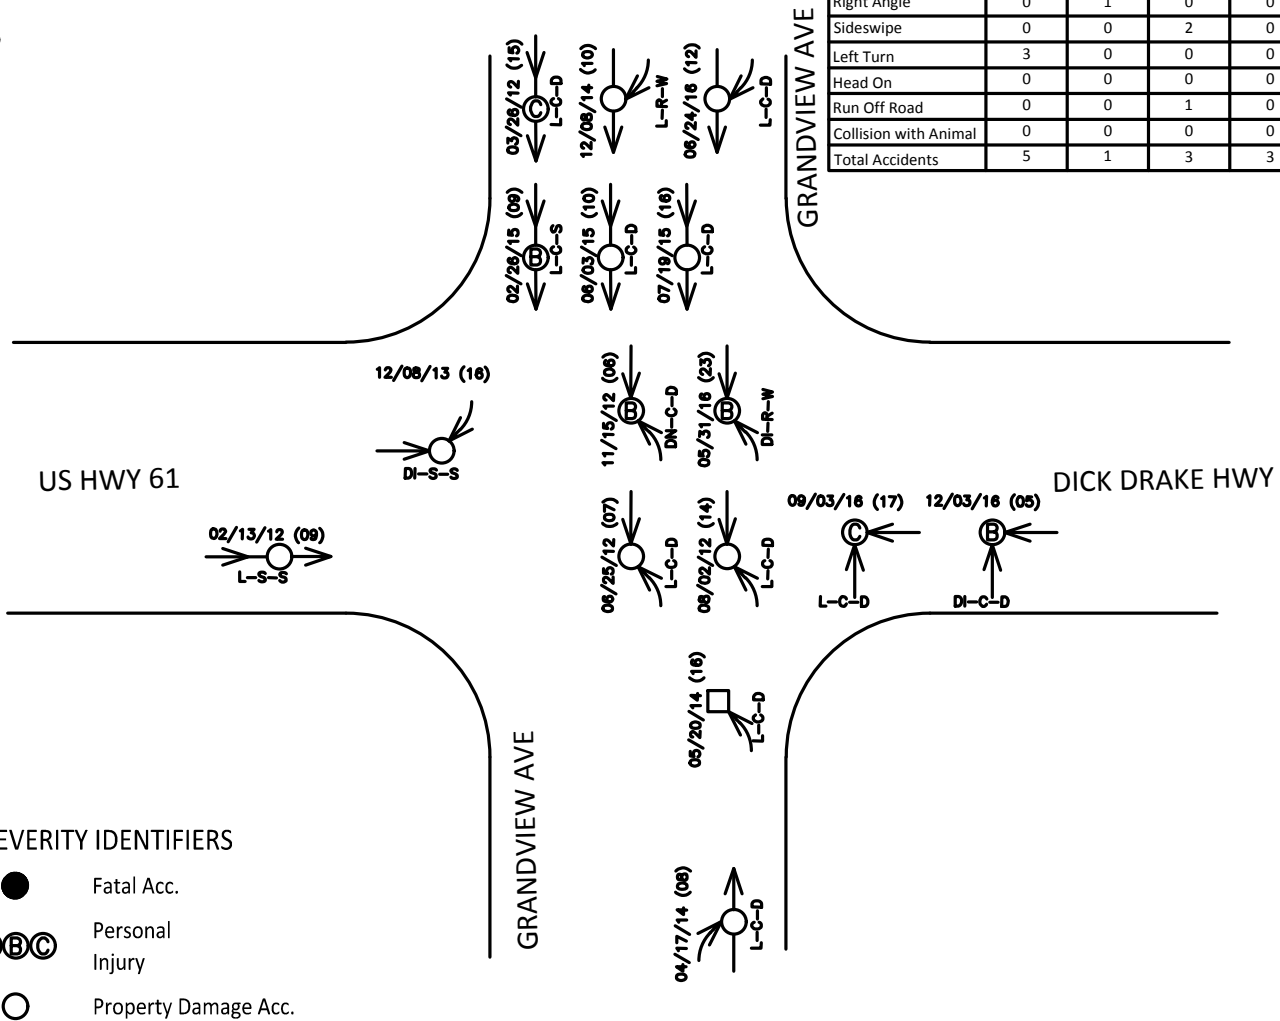 Right Angle 0 1 0 0
Sideswipe 0 0 2 0
Left Turn 3 0 0 0
Head On 0 0 0 0
Run Off Road 0 0 1 0
Collision with Animal 0 0 0 0
Total Accidents 5 1 3 3
GRANDVIEW AVE
03/26/12 (15)
C
L-C-D
12/08/14 (10)
L-R-W
06/24/16 (12)
L-C-D
02/26/15 (09)
B
L-C-S
06/03/15 (10)
L-C-D
07/19/15 (16)
L-C-D
12/08/13 (16)
DI-S-S
11/15/12 (06)
B
DN-C-D
05/31/16 (23)
B
DI-R-W
US HWY 61
DICK DRAKE HWY
02/13/12 (09)
L-S-S
06/25/12 (07)
L-C-D
08/02/12 (14)
L-C-D
09/03/16 (17)
C
L-C-D
12/03/16 (05)
B
DI-C-D
05/20/14 (16)
L-C-D
GRANDVIEW AVE
04/17/14 (08)
L-C-D
EVERITY IDENTIFIERS
Fatal Acc.
B C
Personal
Injury
Property Damage Acc.